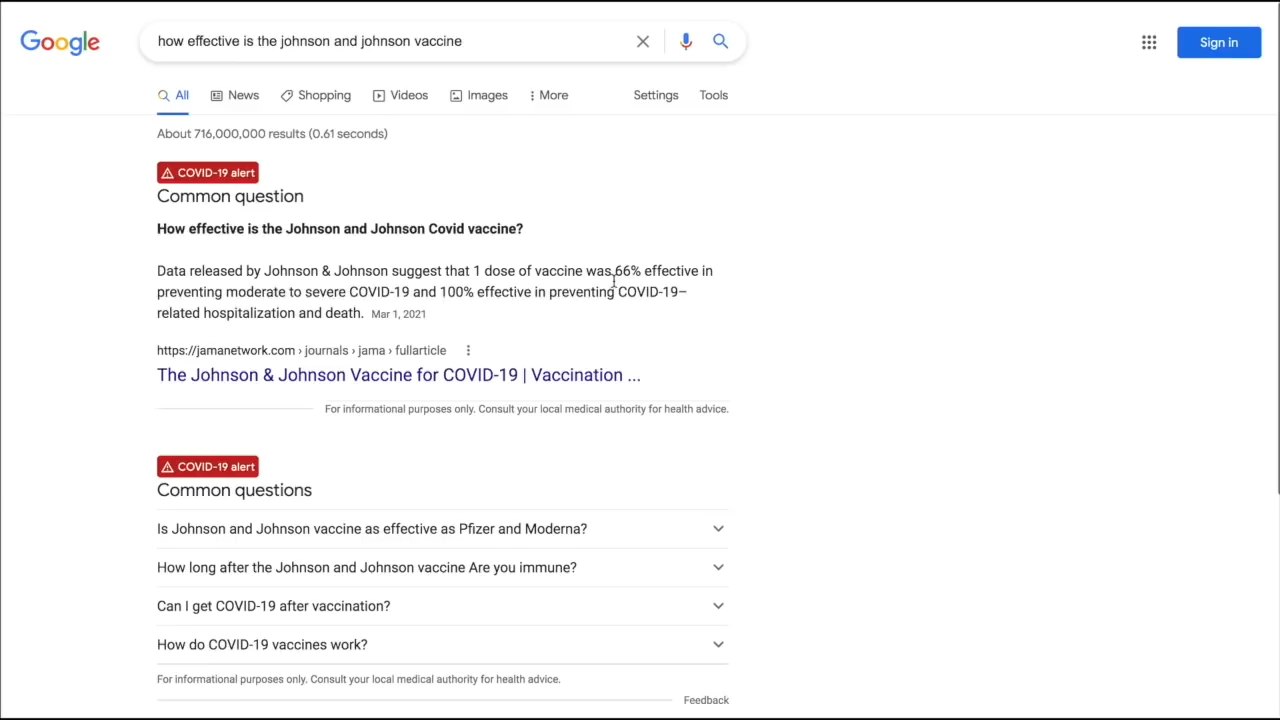 Google
how effective is the johnson and johnson vaccine
Sign in
All News Shopping Videos Images More Settings Tools
About 716,000,000 results (0.61 seconds)
COVID-19 alert
Common question
How effective is the Johnson and Johnson Covid vaccine?
Data released by Johnson & Johnson suggest that 1 dose of vaccine was 66% effective in
preventing moderate to severe COVID-19 and 100% effective in preventing COVID-19–
related hospitalization and death. Mar 1, 2021
https://jamanetwork.com › journals › jama › fullarticle
The Johnson & Johnson Vaccine for COVID-19 | Vaccination ...
For informational purposes only. Consult your local medical authority for health advice.
COVID-19 alert
Common questions
Is Johnson and Johnson vaccine as effective as Pfizer and Moderna?
How long after the Johnson and Johnson vaccine Are you immune?
Can I get COVID-19 after vaccination?
How do COVID-19 vaccines work?
For informational purposes only. Consult your local medical authority for health advice.
Feedback